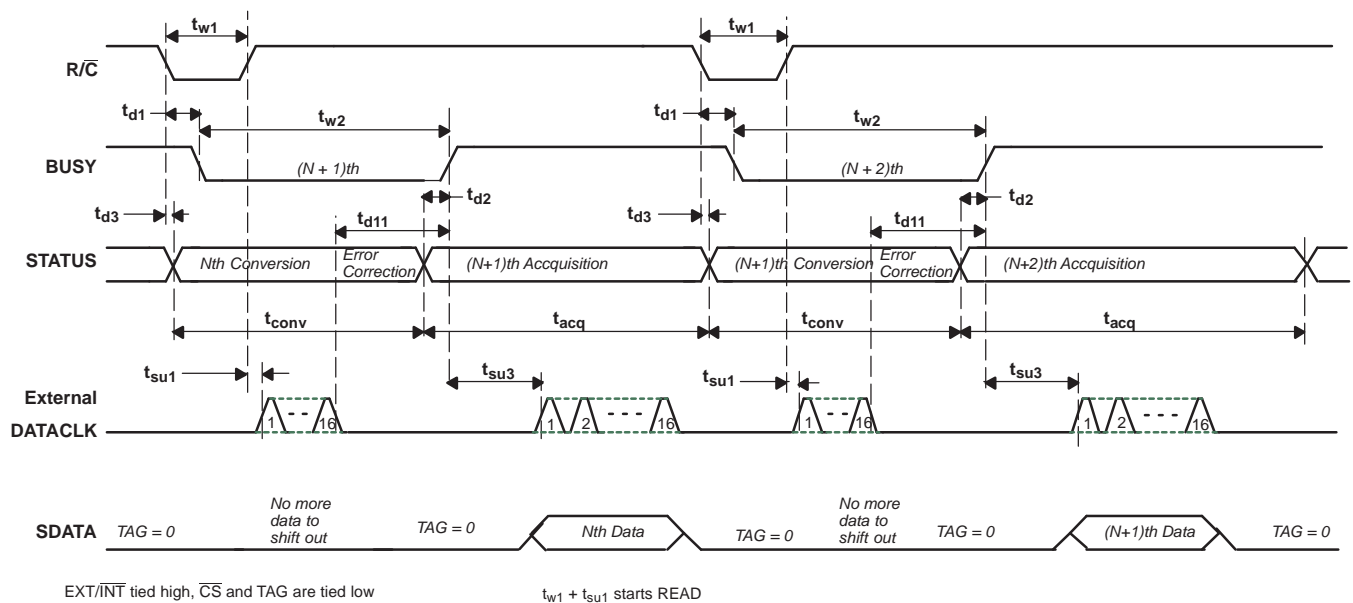 tw1 tw1
R/C
td1 tw2 td1 tw2
BUSY (N + 1)th (N + 2)th
td3 td2 td3 td2
td11 td11
STATUS Nth Conversion Error Correction (N+1)th Accquisition (N+1)th Conversion Error Correction (N+2)th Acquisition
tconv tacq tconv tacq
tsu1 tsu3 tsu1 tsu3
External
DATACLK 1 - - 16 1 2 - - - 16 1 - - 16 1 2 - - - 16
SDATA TAG = 0 No more data to shift out TAG = 0 Nth Data TAG = 0 No more data to shift out TAG = 0 (N+1)th Data TAG = 0
EXT/INT tied high, CS and TAG are tied low tw1 + tsu1 starts READ